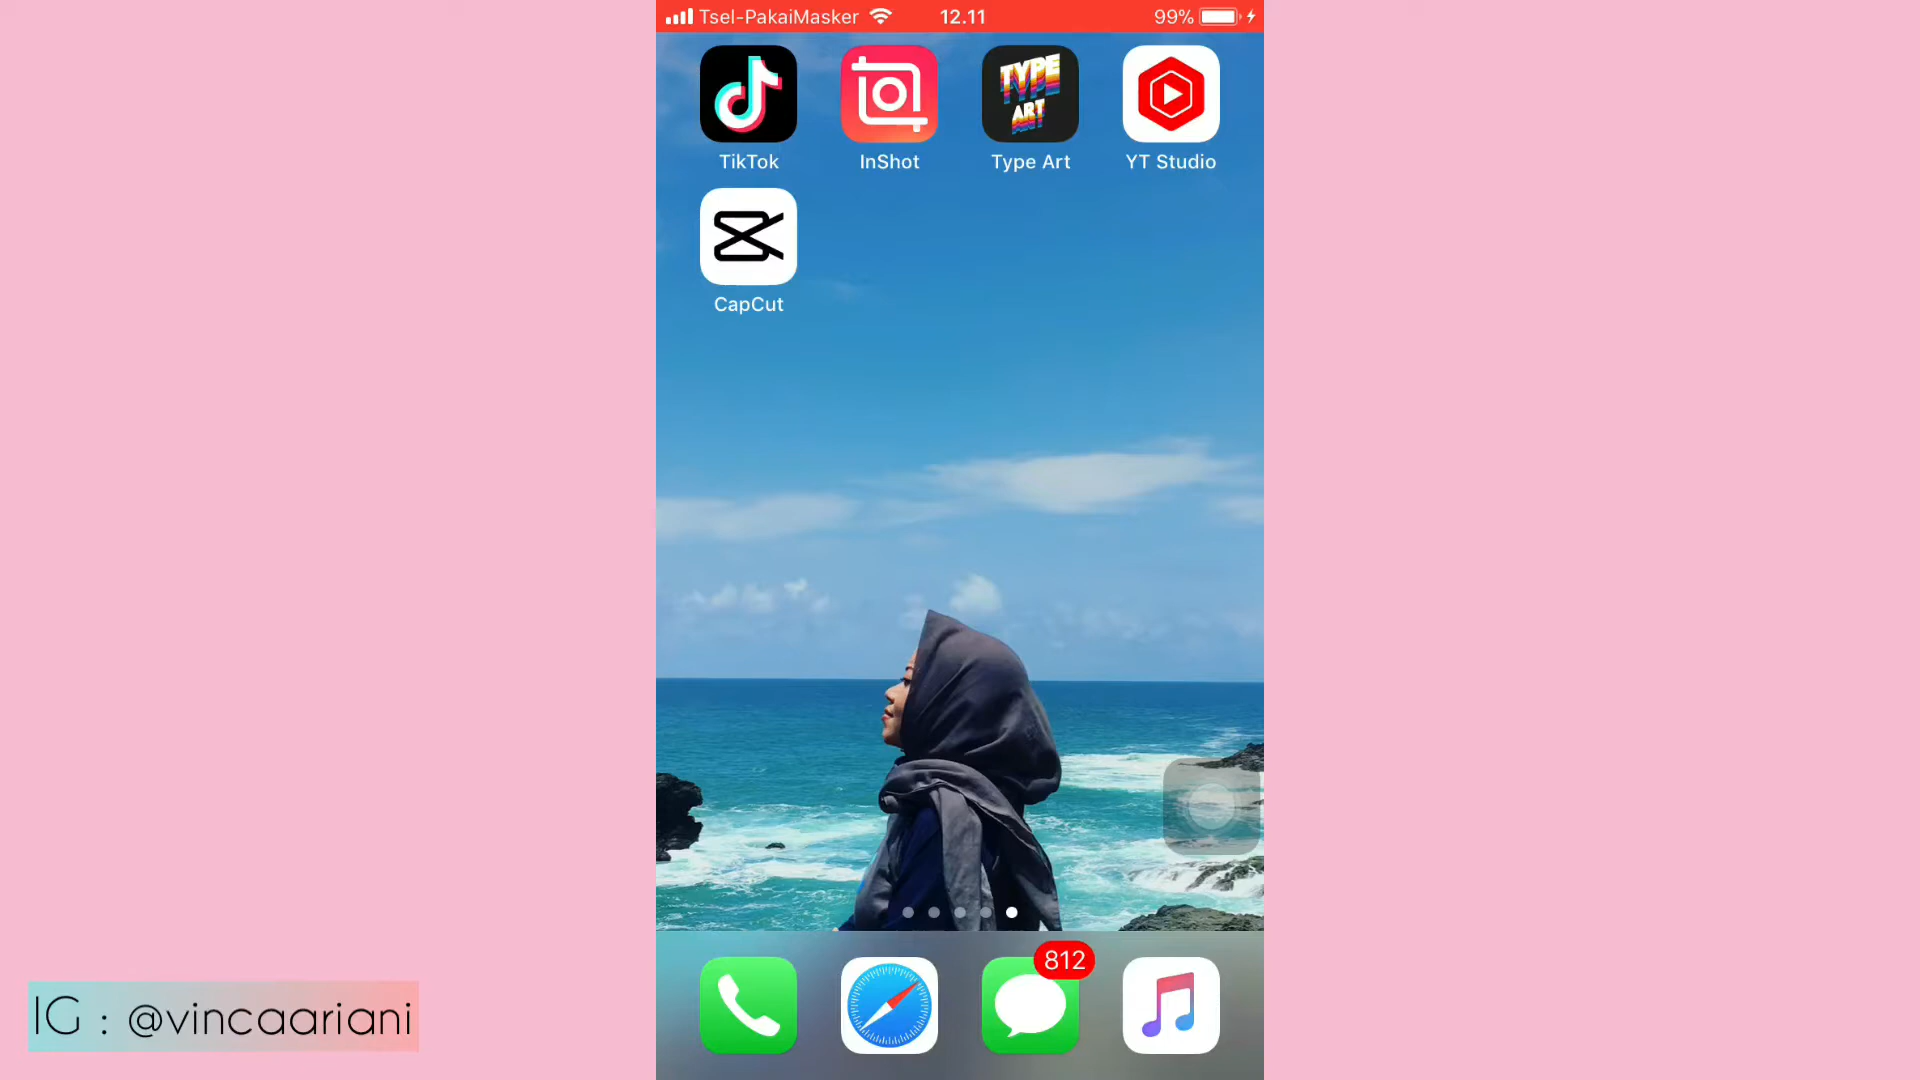 Tsel-PakaiMasker 12.11 99%
TikTok InShot Type Art YT Studio
TYPE
ART
CapCut
812
IG : @vincaariani